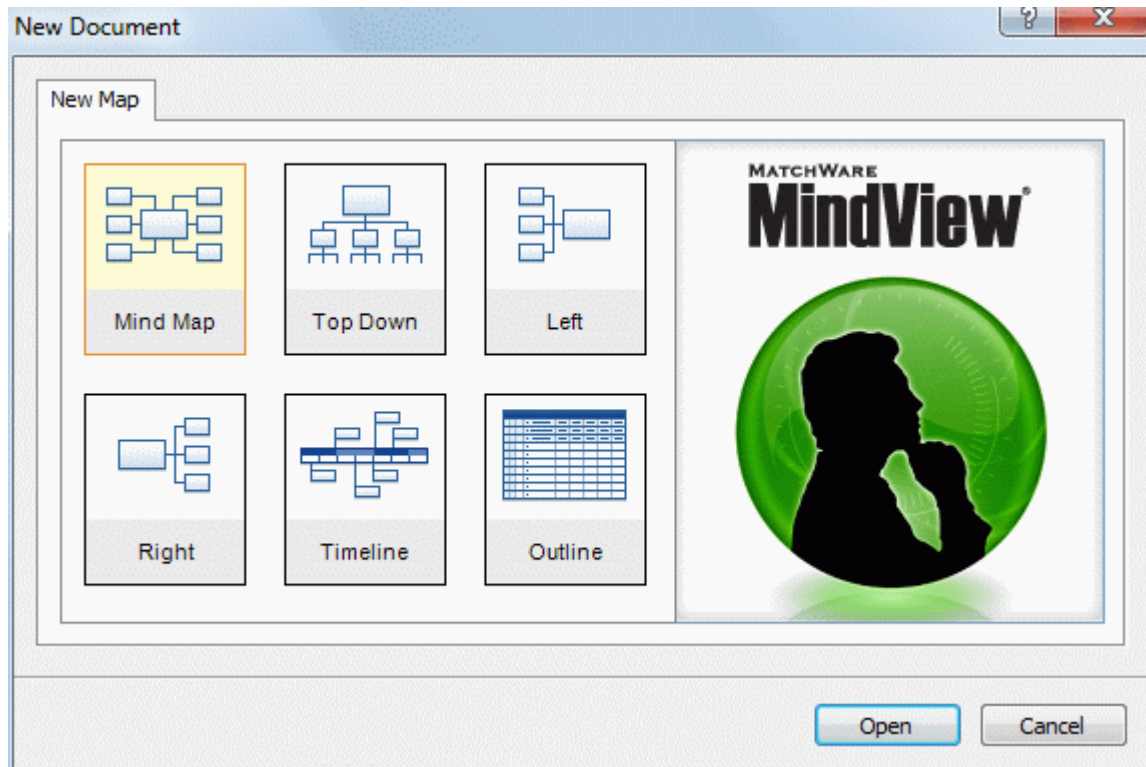 New Document
New Map
MATCHWARE
MindView®
Mind Map
Top Down
Left
Right
Timeline
Outline
Open
Cancel